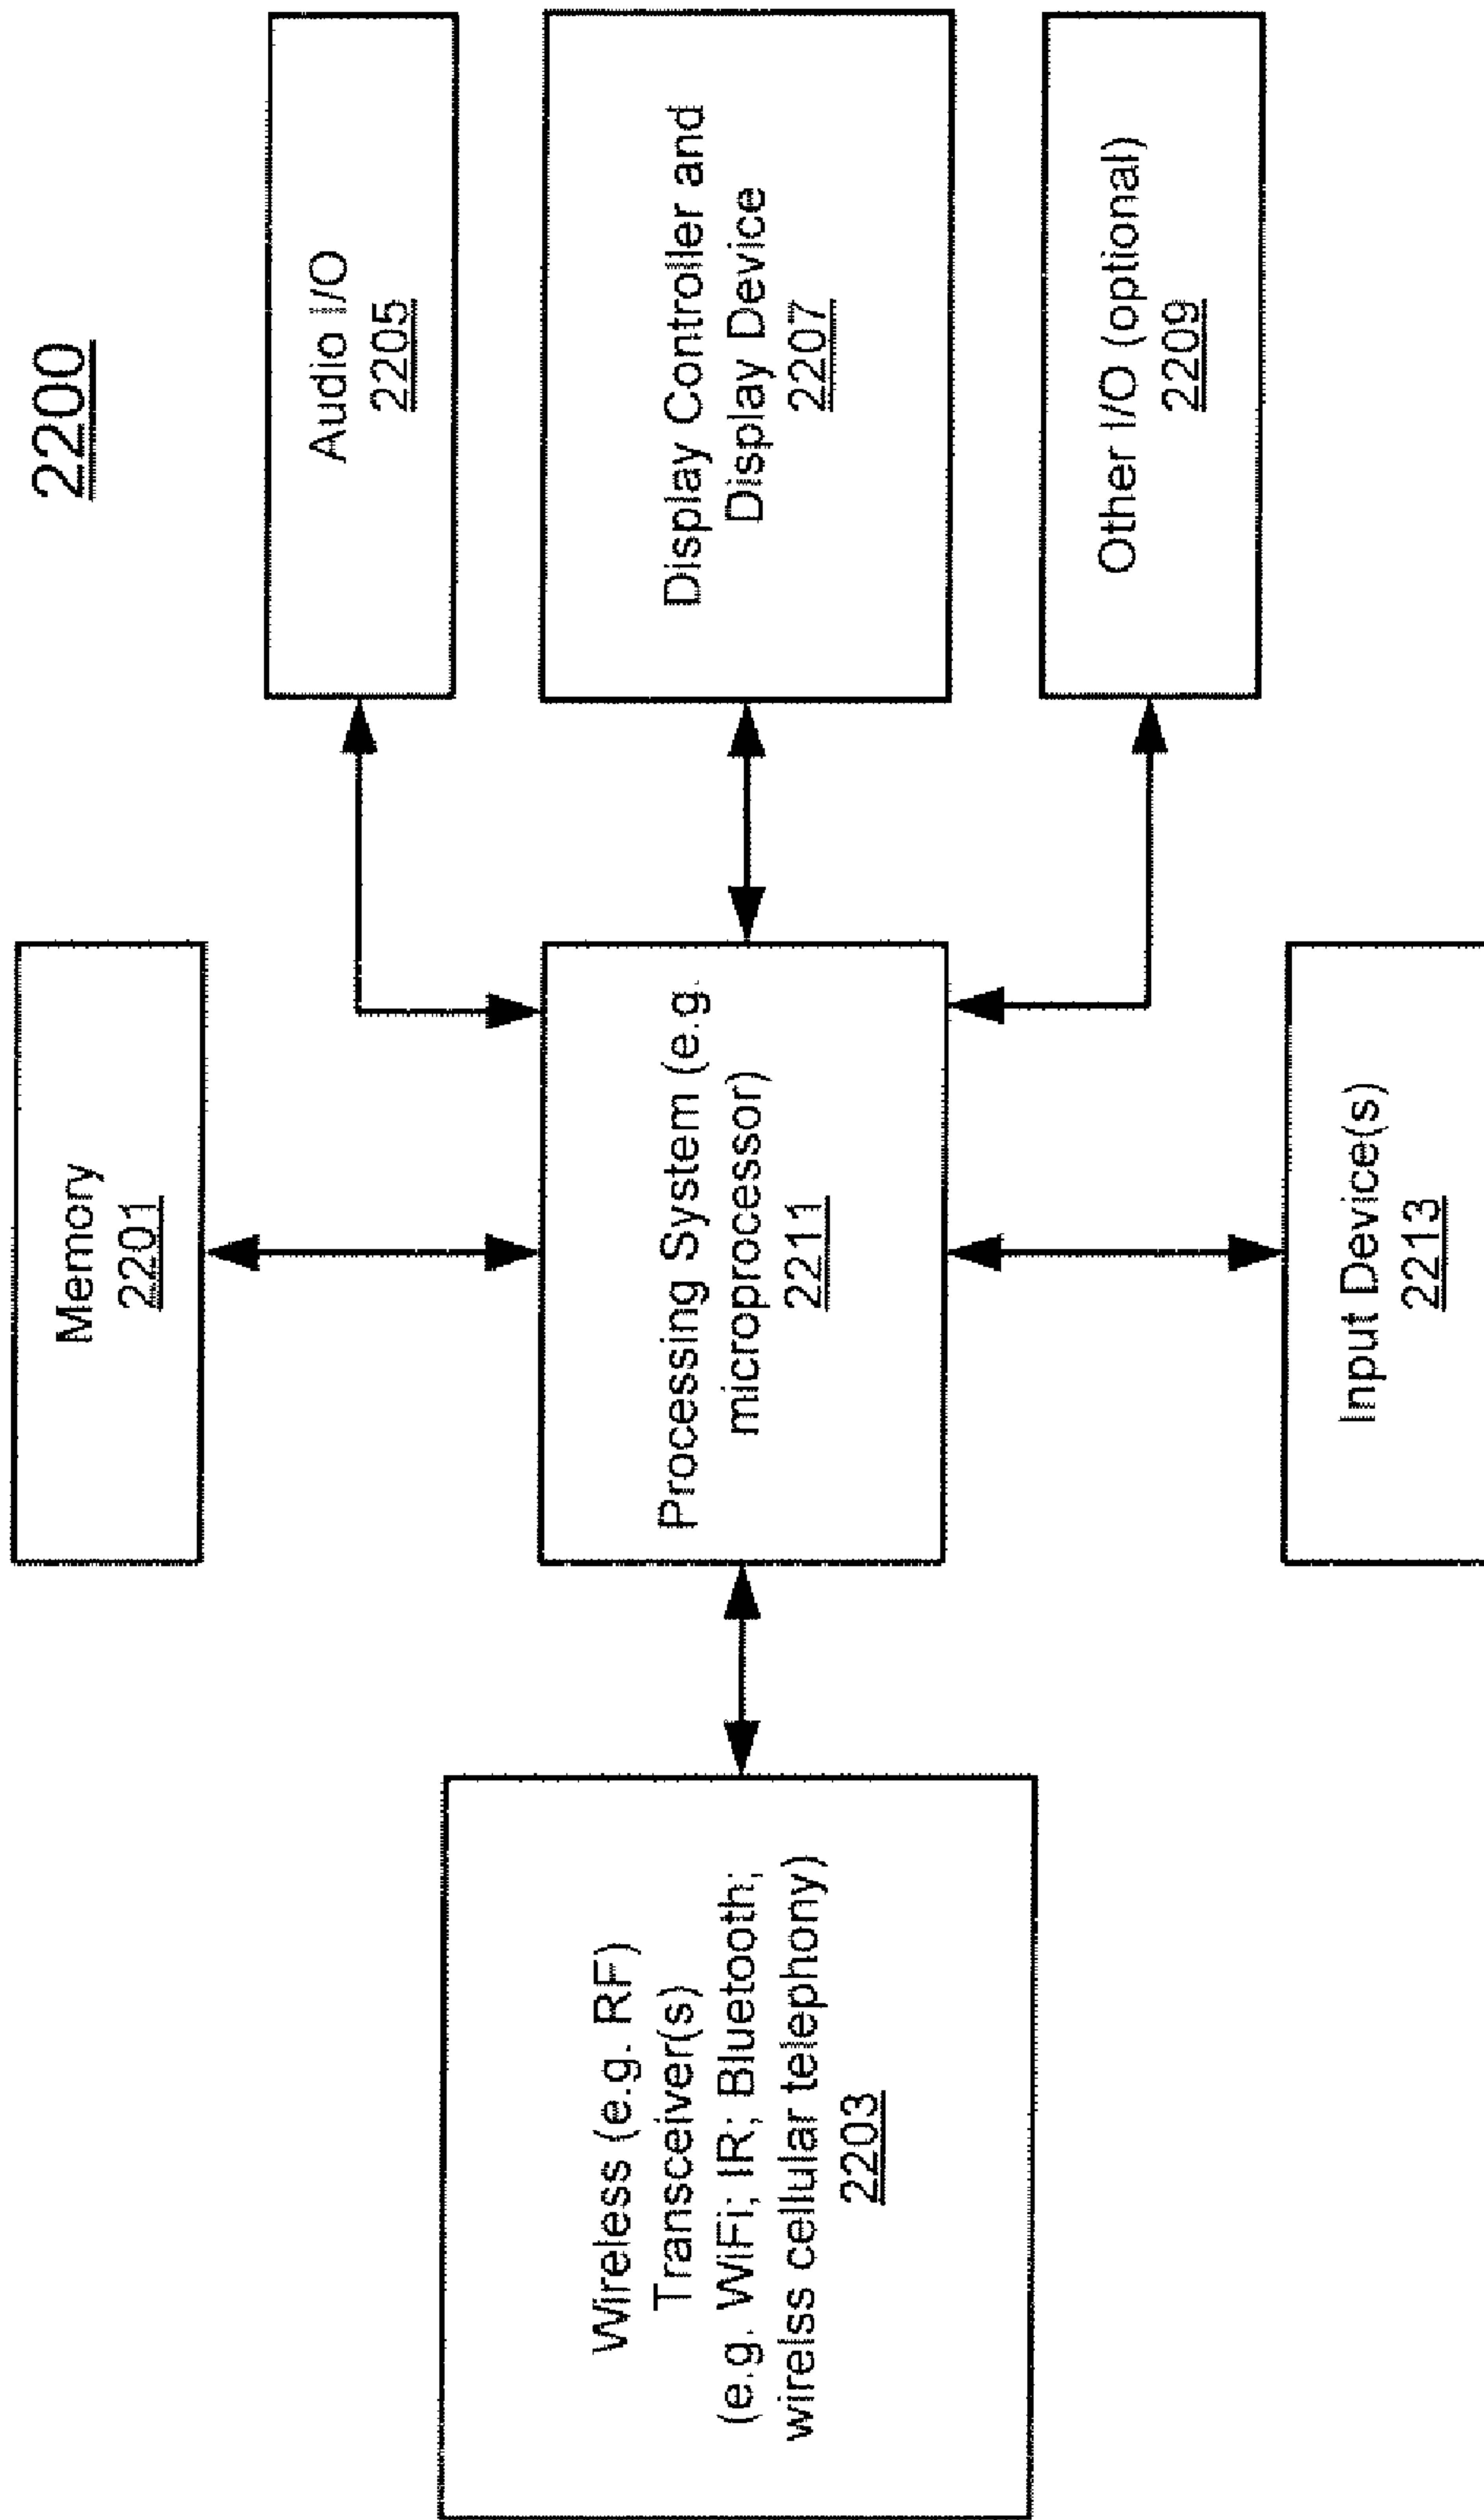 2200
Memory
2201
Audio I/O
2205
Wireless (e.g. RF)
Transceiver(s)
(e.g. WiFi; IR; Bluetooth;
wirelss cellular telephony)
2203
Processing System (e.g.
microprocessor)
2211
Display Controller and
Display Device
2207
Other I/O (optional)
2209
Input Device(s)
2213